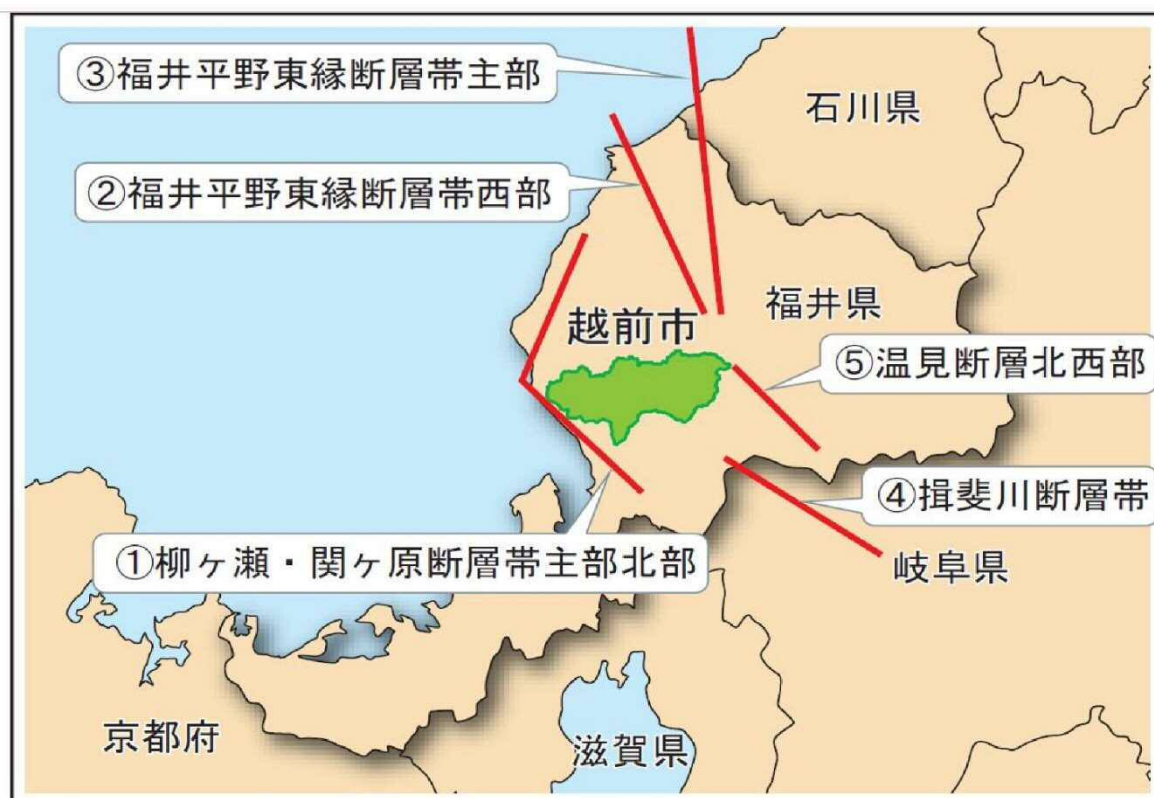 ③福井平野東縁断層帯主部
石川県
②福井平野東縁断層帯西部
福井県
越前市
⑤温見断層北西部
④揖斐川断層帯
①柳ヶ瀬・関ヶ原断層帯主部北部
岐阜県
京都府
滋賀県